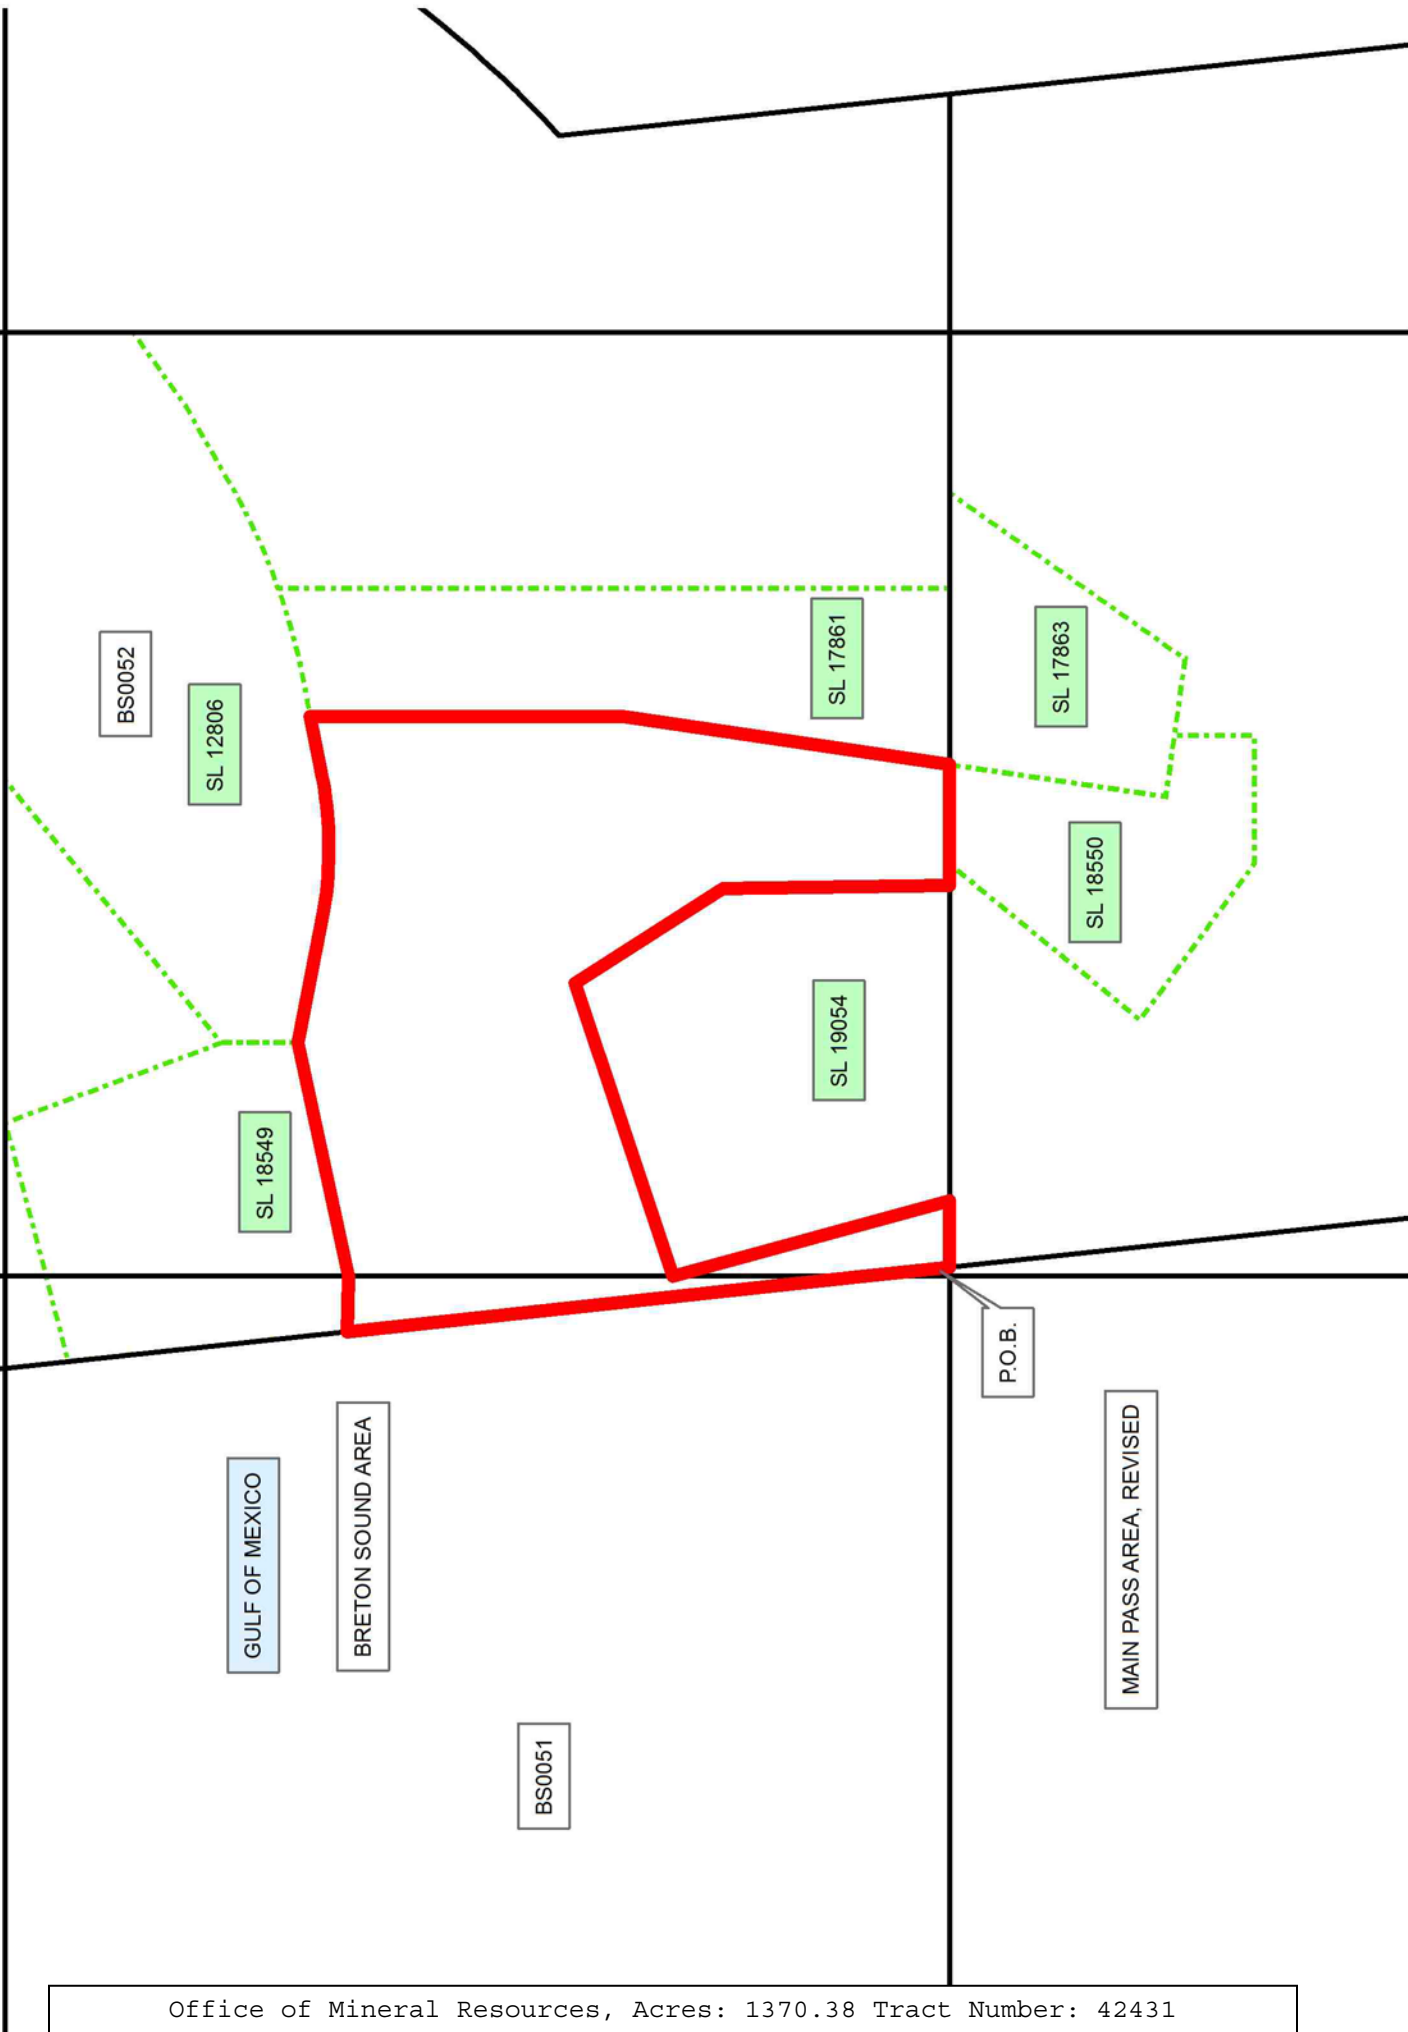 BS0052
SL 12806
SL 17861
SL 17863
SL 18550
SL 19054
SL 18549
P.O.B.
GULF OF MEXICO
BRETON SOUND AREA
MAIN PASS AREA, REVISED
BS0051
Office of Mineral Resources, Acres: 1370.38 Tract Number: 42431